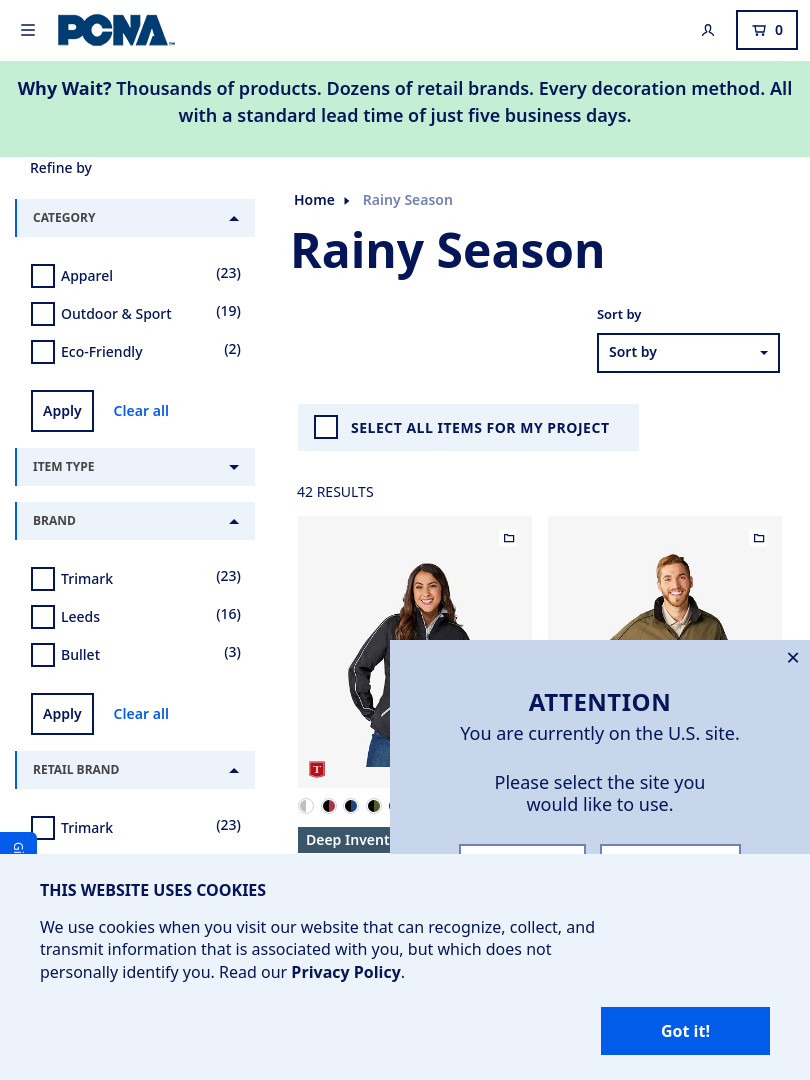 PCNA
0
Why Wait? Thousands of products. Dozens of retail brands. Every decoration method. All
with a standard lead time of just five business days.
Refine by
CATEGORY
Apparel (23)
Outdoor & Sport (19)
Eco-Friendly (2)
Apply Clear all
ITEM TYPE
BRAND
Trimark (23)
Leeds (16)
Bullet (3)
Apply Clear all
RETAIL BRAND
Trimark (23)
Home Rainy Season
Rainy Season
Sort by
Sort by
SELECT ALL ITEMS FOR MY PROJECT
42 RESULTS
T
Deep Invent
ATTENTION
You are currently on the U.S. site.
Please select the site you
would like to use.
THIS WEBSITE USES COOKIES
We use cookies when you visit our website that can recognize, collect, and
transmit information that is associated with you, but which does not
personally identify you. Read our Privacy Policy.
Got it!